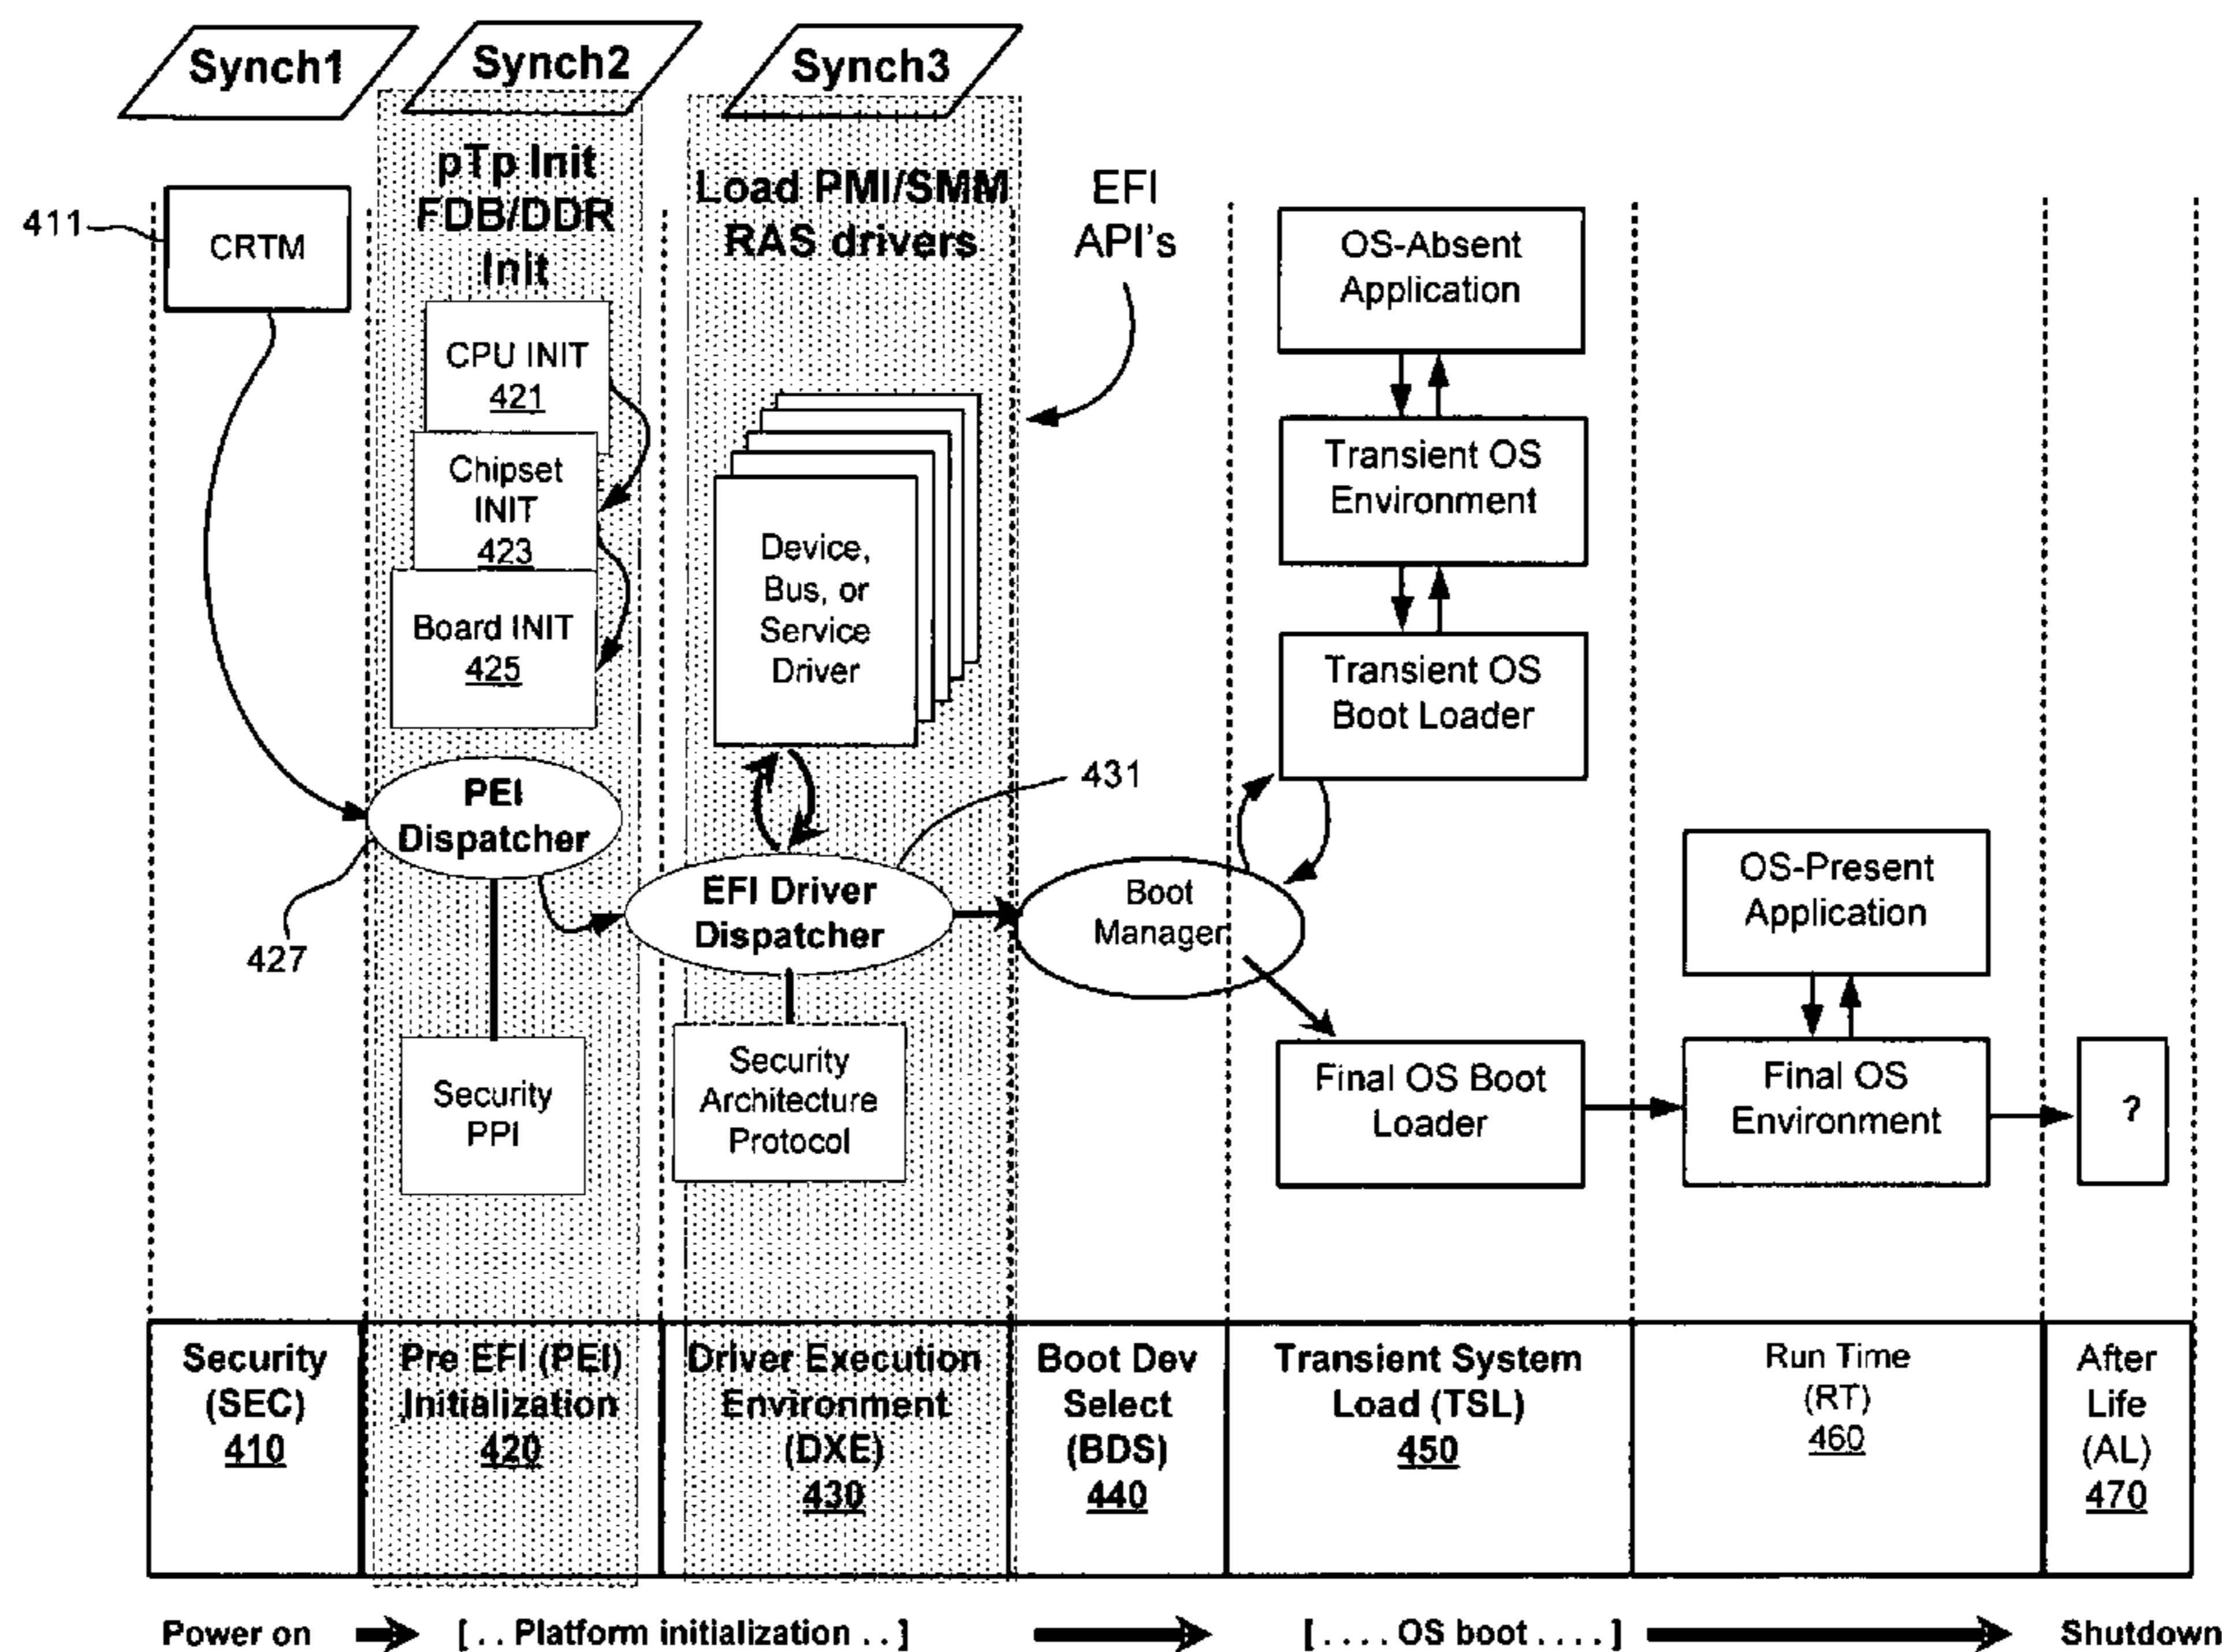 Synch1
Synch2
Synch3
pTp Init
FDB/DDR
Init
Load PMI/SMM
RAS drivers
EFI
API's
411
CRTM
CPU INIT
421
Chipset
INIT
423
Board INIT
425
PEI
Dispatcher
427
Security
PPI
Device,
Bus, or
Service
Driver
431
EFI Driver
Dispatcher
Security
Architecture
Protocol
Boot
Manager
OS-Absent
Application
Transient OS
Environment
Transient OS
Boot Loader
Final OS Boot
Loader
OS-Present
Application
Final OS
Environment
?
Security
(SEC)
410
Pre EFI (PEI)
Initialization
420
Driver Execution
Environment
(DXE)
430
Boot Dev
Select
(BDS)
440
Transient System
Load (TSL)
450
Run Time
(RT)
460
After
Life
(AL)
470
Power on [. . Platform initialization . .] [. . . . OS boot . . . . ] Shutdown